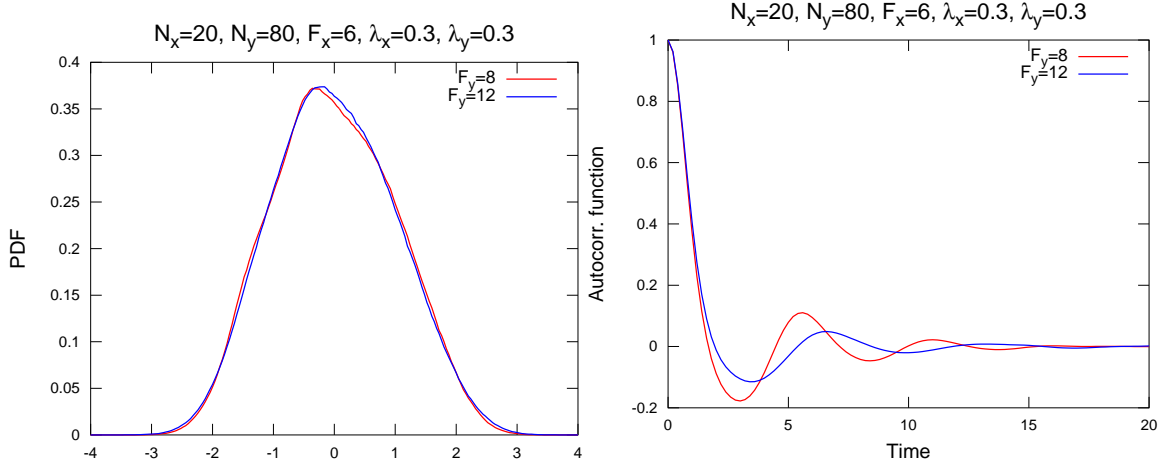 N_x=20, N_y=80, F_x=6, λ_x=0.3, λ_y=0.3
F_y=8
F_y=12
PDF
0.4
0.35
0.3
0.25
0.2
0.15
0.1
0.05
0
-4 -3 -2 -1 0 1 2 3 4
N_x=20, N_y=80, F_x=6, λ_x=0.3, λ_y=0.3
F_y=8
F_y=12
Autocorr. function
1
0.8
0.6
0.4
0.2
0
-0.2
0 5 10 15 20
Time